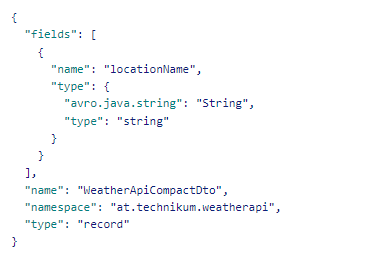 {
  "fields": [
    {
      "name": "locationName",
      "type": {
        "avro.java.string": "String",
        "type": "string"
      }
    }
  ],
  "name": "WeatherApiCompactDto",
  "namespace": "at.technikum.weatherapi",
  "type": "record"
}